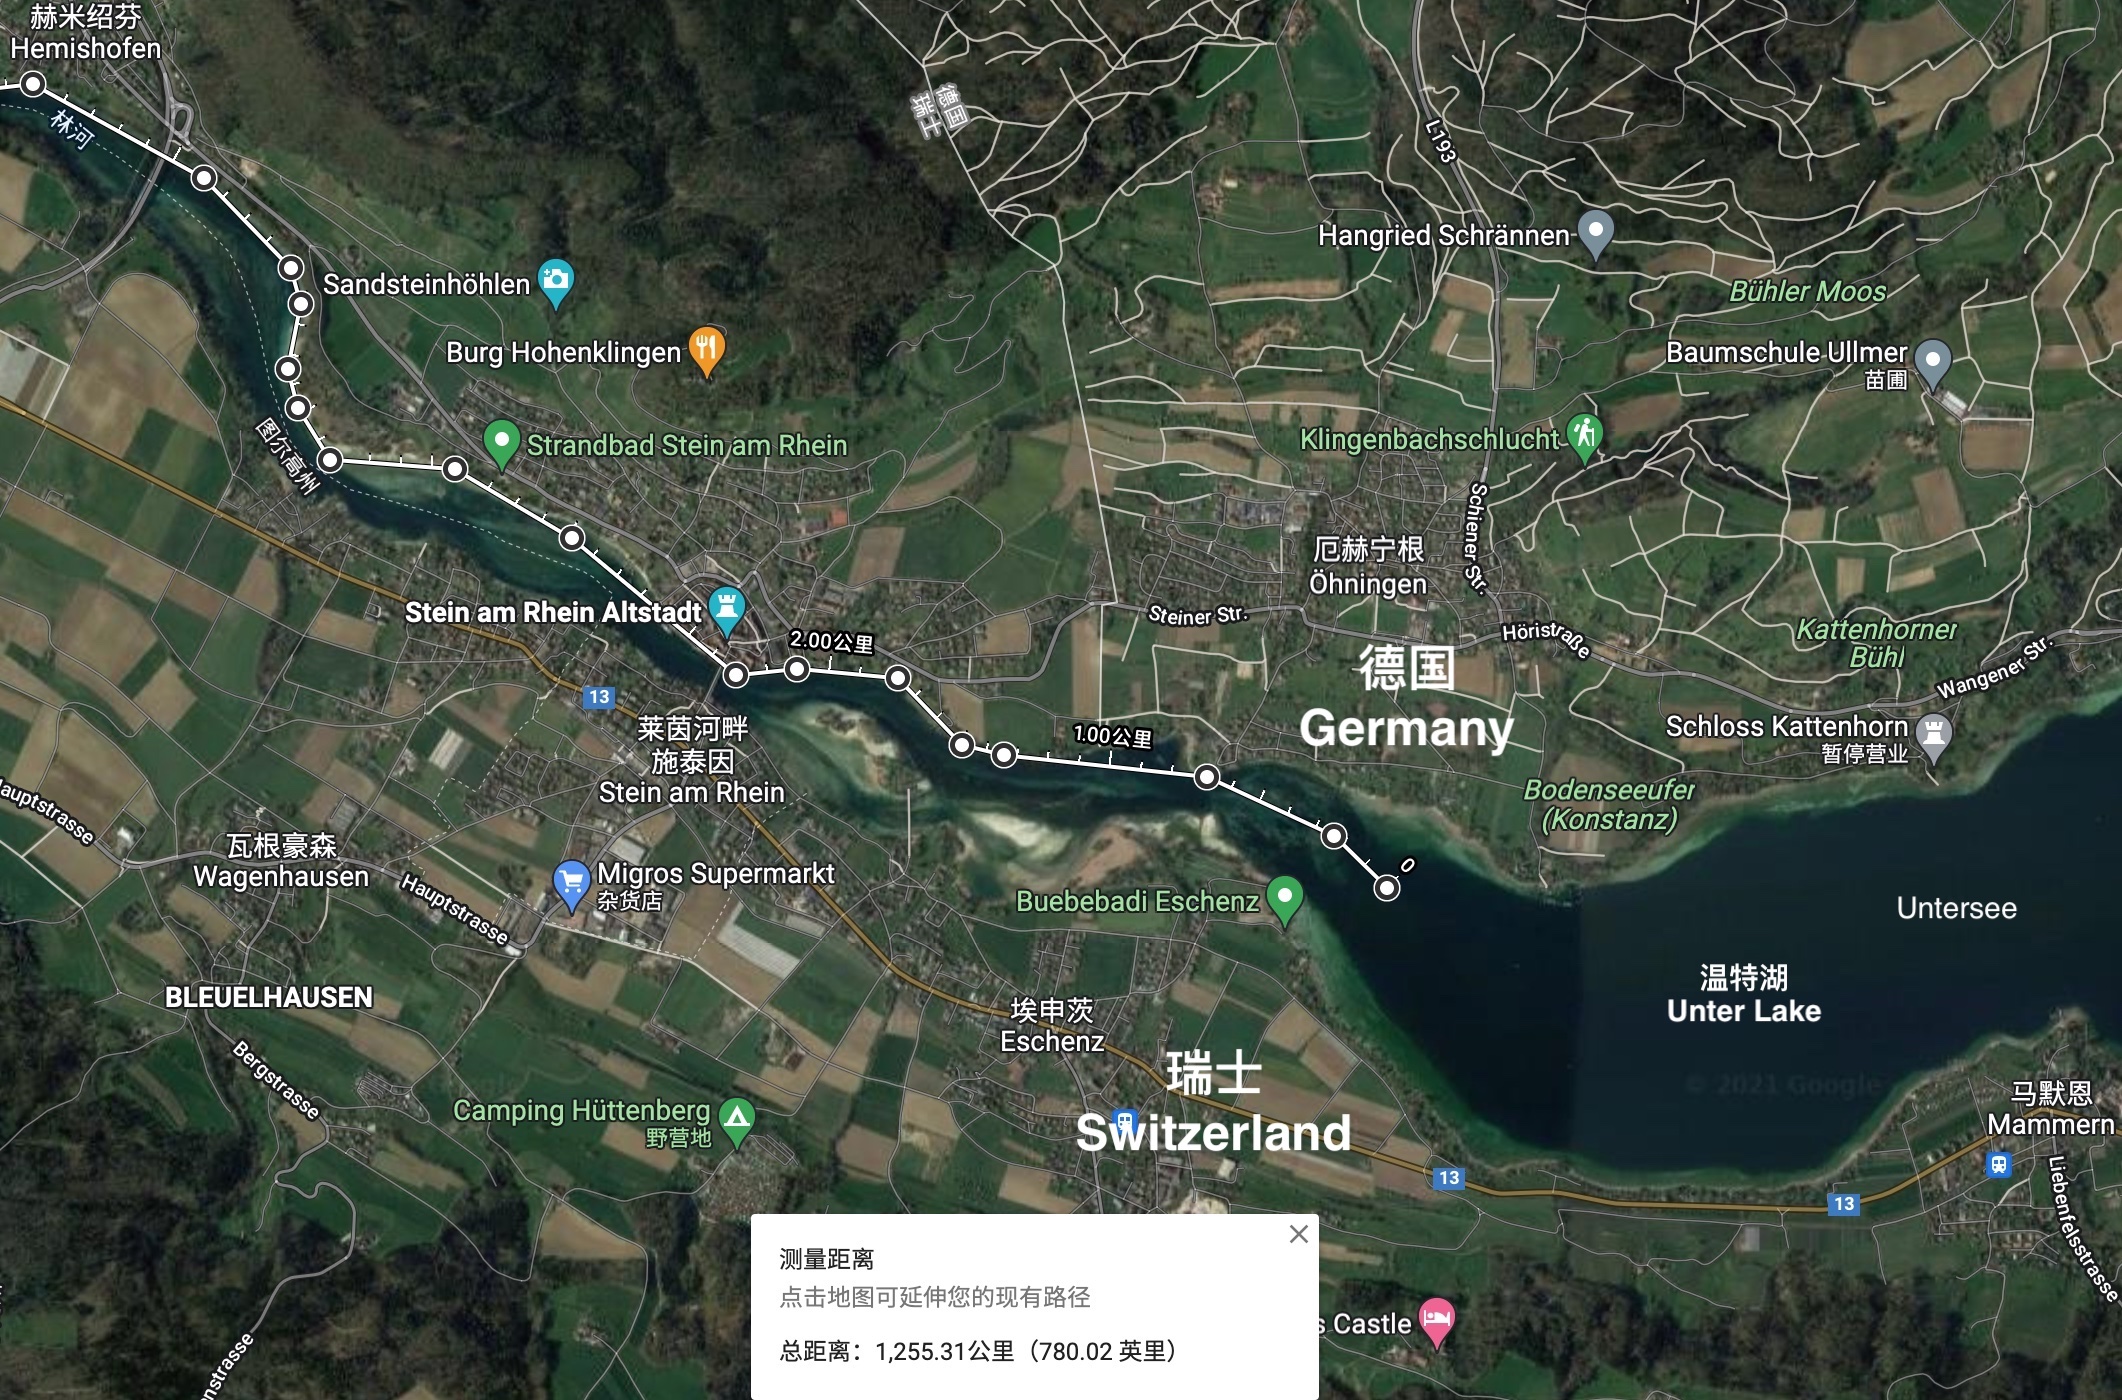 赫米绍芬
Hemishofen
林河
德国
瑞士
L193
Hangried Schrännen
Bühler Moos
Sandsteinhöhlen
Burg Hohenklingen
Baumschule Ullmer
苗圃
图尔高州
Strandbad Stein am Rhein
Klingenbachschlucht
Schiener Str.
厄赫宁根
Öhningen
Stein am Rhein Altstadt
2.00公里
Steiner Str.
Höristraße
Kattenhorner
Bühl
Wangener Str.
13
德国
Germany
莱茵河畔
施泰因
Stein am Rhein
1.00公里
Schloss Kattenhorn
暂停营业
Bodenseeufer
(Konstanz)
Hauptstrasse
瓦根豪森
Wagenhausen
Hauptstrasse
Migros Supermarkt
杂货店
0
Buebebadi Eschenz
Untersee
温特湖
Unter Lake
BLEUELHAUSEN
埃申茨
Eschenz
瑞士
Switzerland
© 2021 Google
马默恩
Mammern
Bergstrasse
Camping Hüttenberg
野营地
13
13
Liebenfelsstrasse
测量距离
点击地图可延伸您的现有路径
总距离：1,255.31公里（780.02 英里）
s Castle
nstrasse